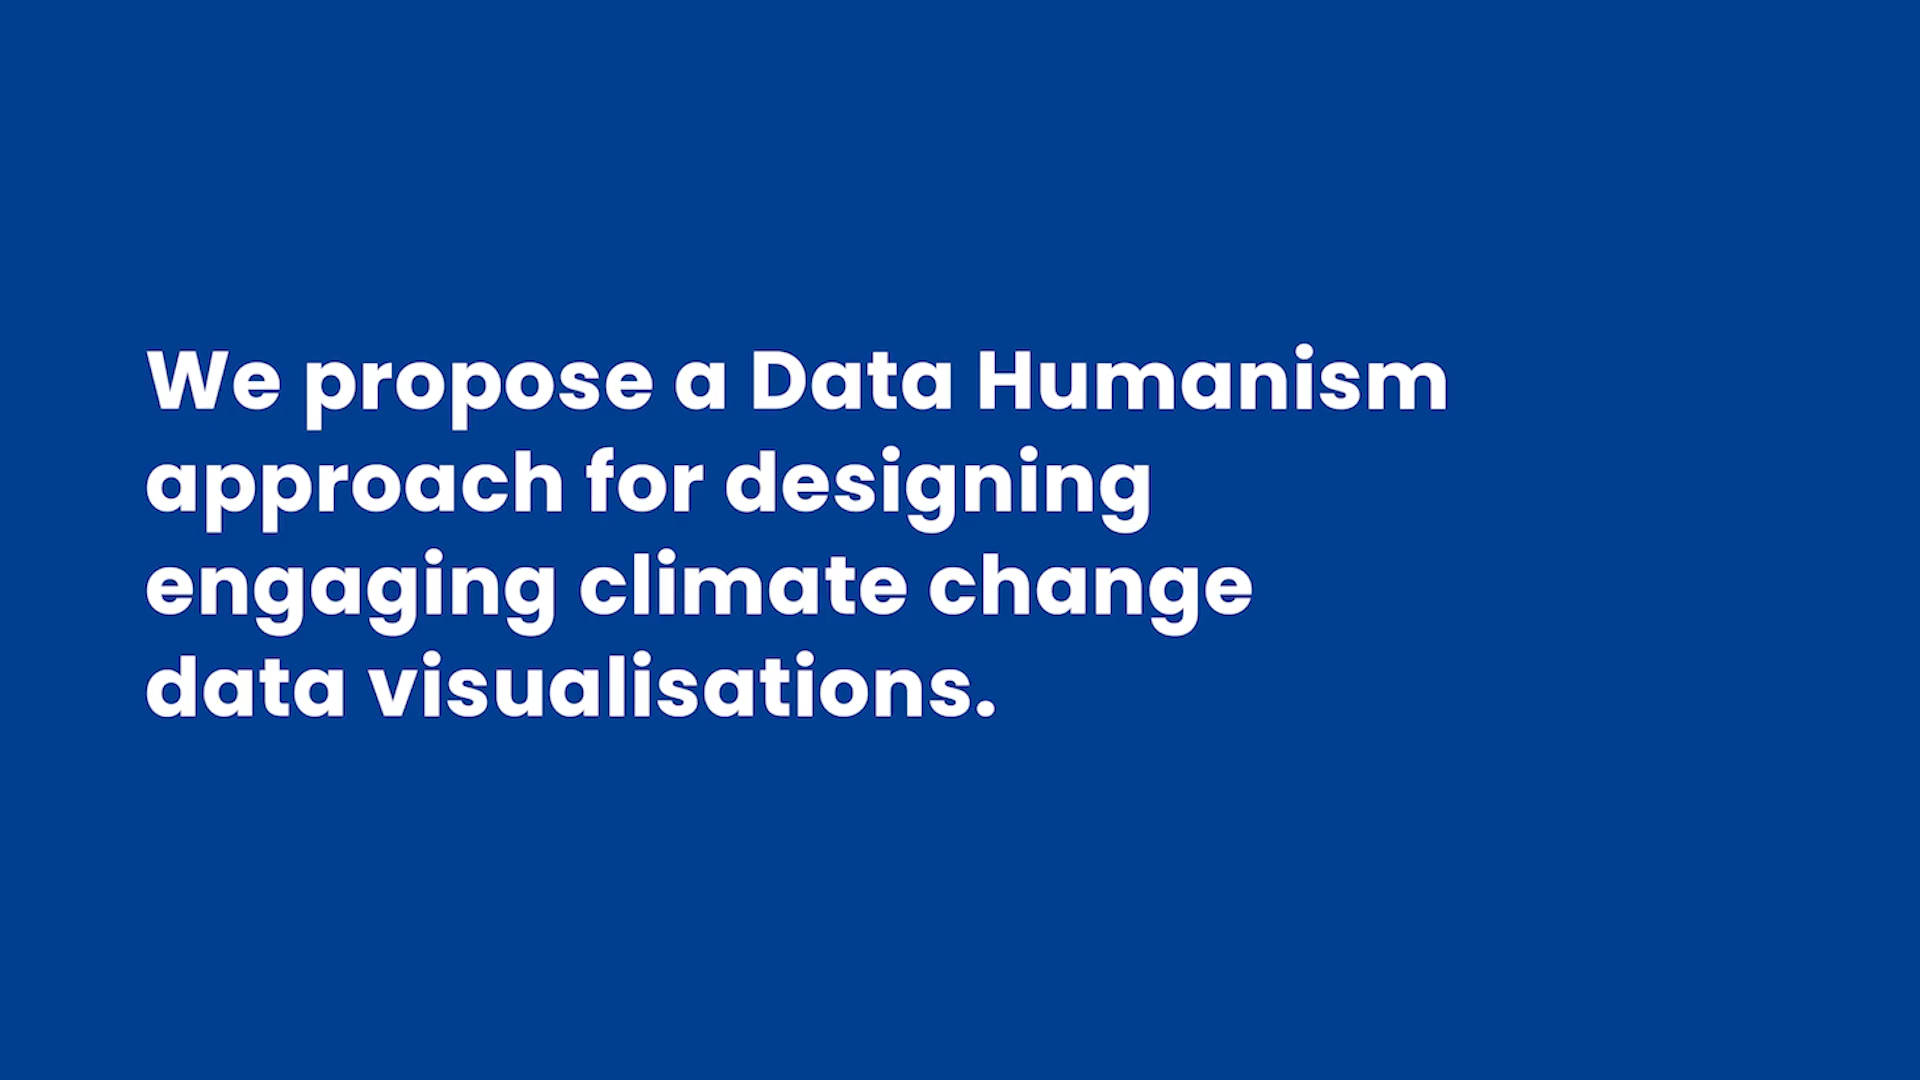 We propose a Data Humanism
approach for designing
engaging climate change
data visualisations.